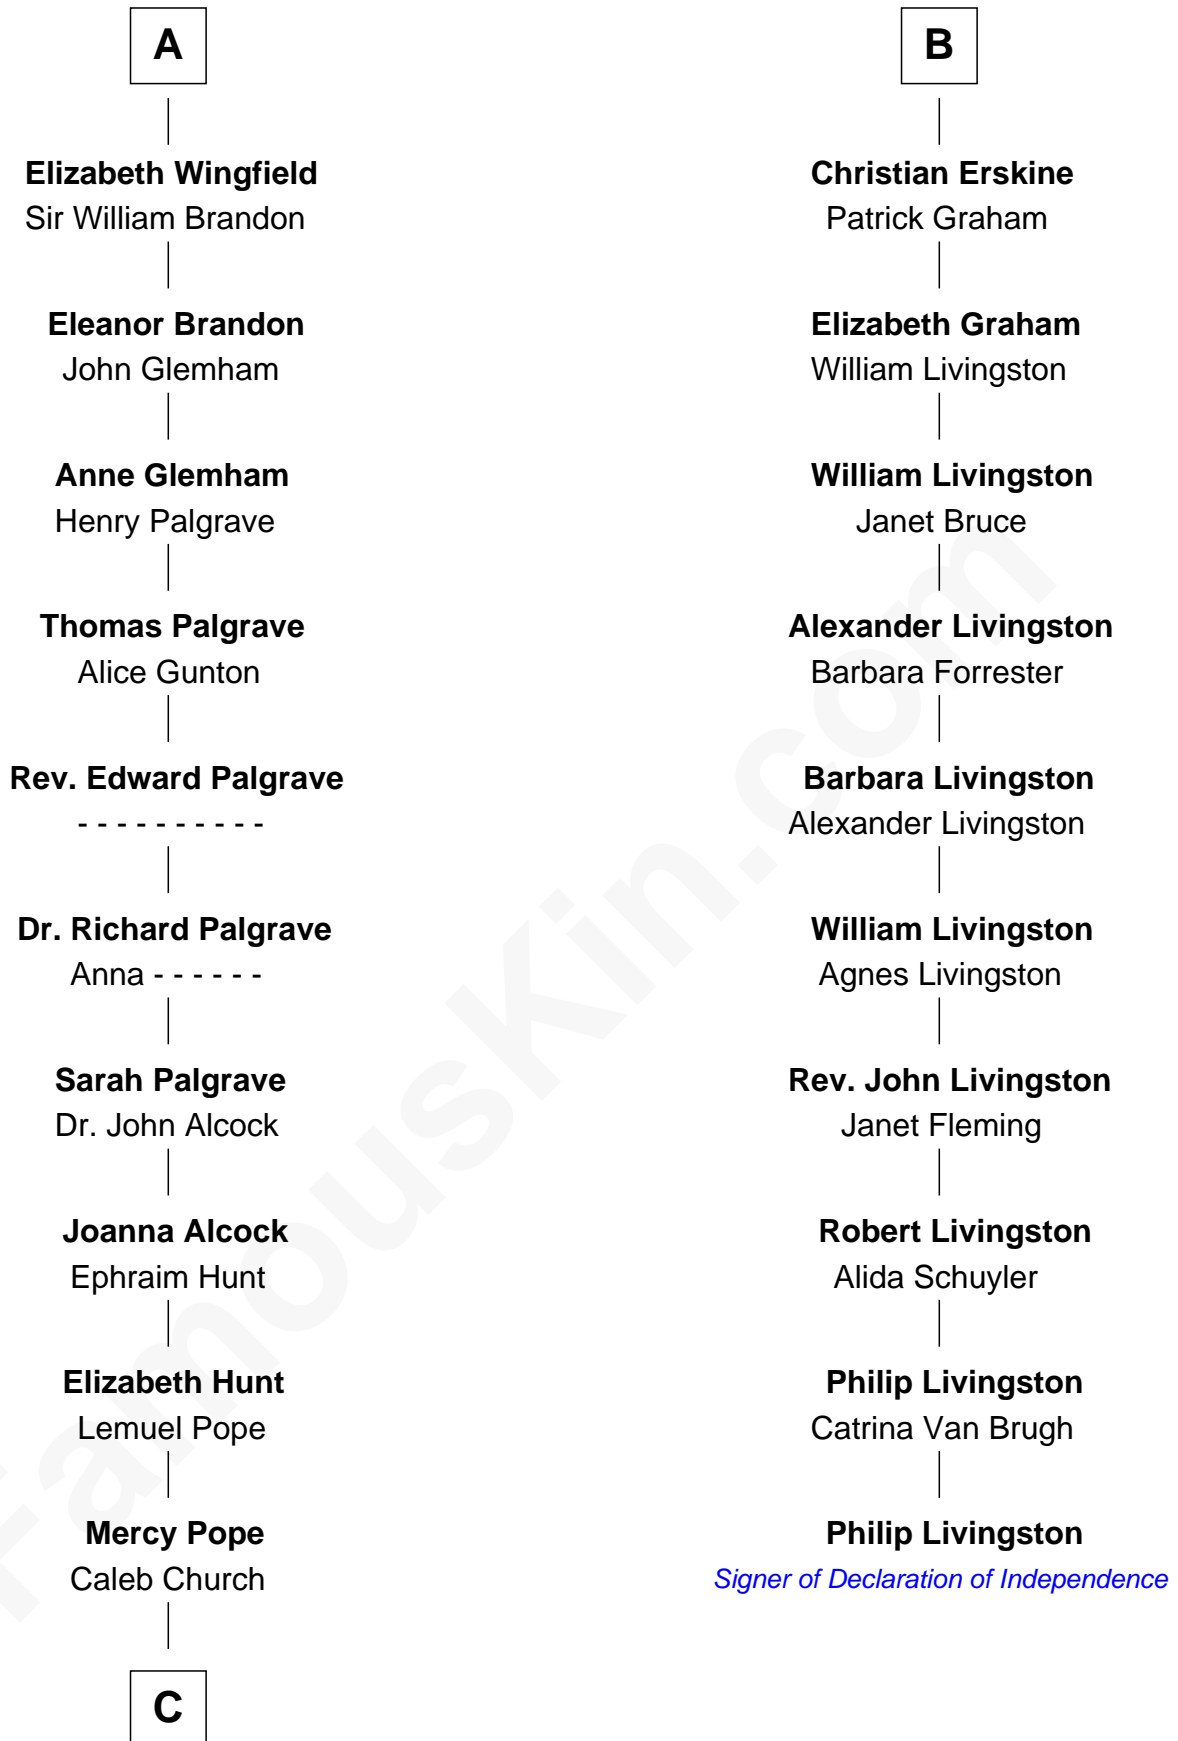 A
Elizabeth Wingfield
Sir William Brandon
Eleanor Brandon
John Glemham
Anne Glemham
Henry Palgrave
Thomas Palgrave
Alice Gunton
Rev. Edward Palgrave
- - - - - - - - - -
Dr. Richard Palgrave
Anna - - - - - -
Sarah Palgrave
Dr. John Alcock
Joanna Alcock
Ephraim Hunt
Elizabeth Hunt
Lemuel Pope
Mercy Pope
Caleb Church
C
B
Christian Erskine
Patrick Graham
Elizabeth Graham
William Livingston
William Livingston
Janet Bruce
Alexander Livingston
Barbara Forrester
Barbara Livingston
Alexander Livingston
William Livingston
Agnes Livingston
Rev. John Livingston
Janet Fleming
Robert Livingston
Alida Schuyler
Philip Livingston
Catrina Van Brugh
Philip Livingston
Signer of Declaration of Independence
FamousKin.com